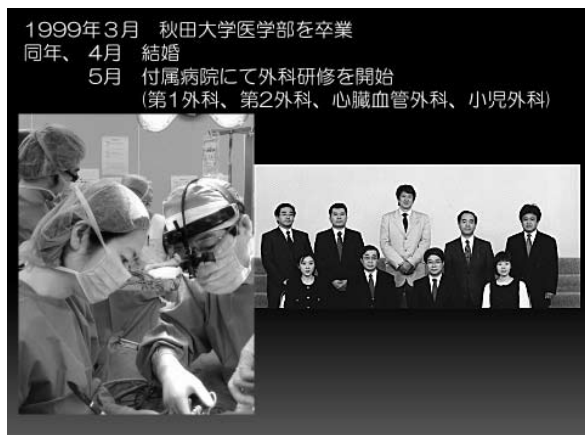 1999年3月　秋田大学医学部を卒業
同年、 4月　結婚
5月　付属病院にて外科研修を開始
(第1外科、第2外科、心臓血管外科、小児外科)